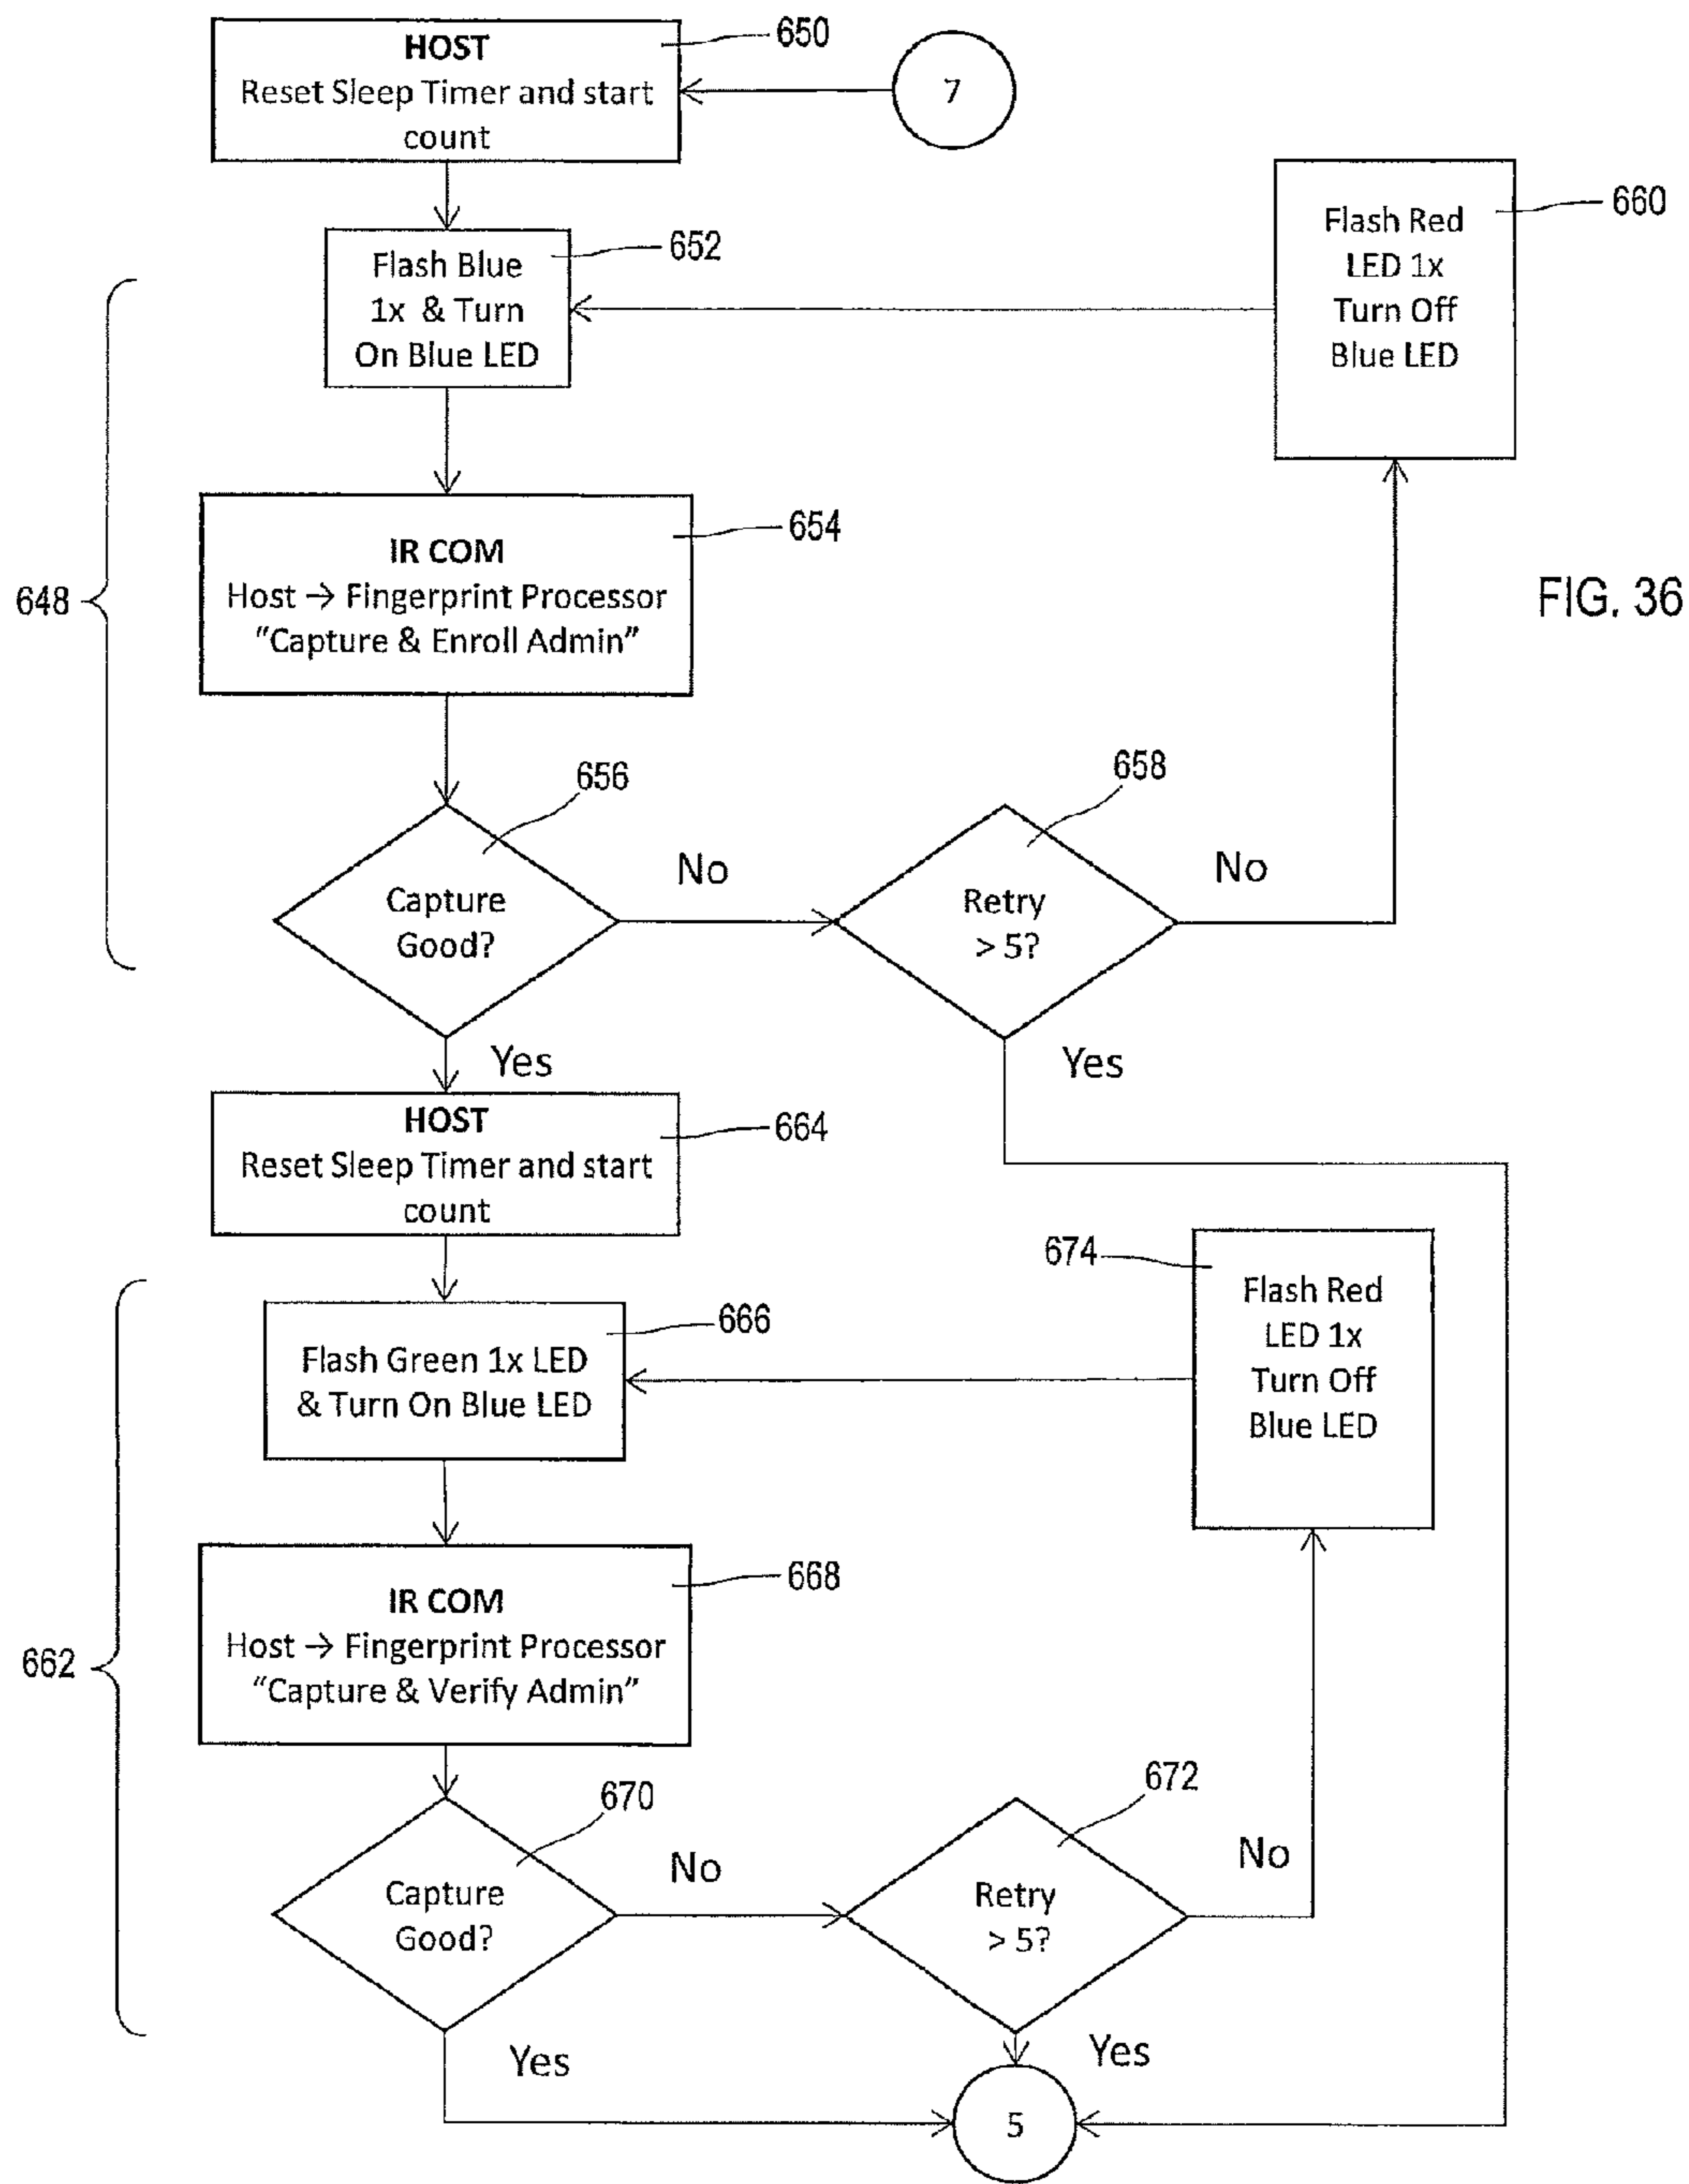 HOST
Reset Sleep Timer and start
count
650
7
Flash Blue
1x & Turn
On Blue LED
652
Flash Red
LED 1x
Turn Off
Blue LED
660
648
IR COM
Host → Fingerprint Processor
"Capture & Enroll Admin"
654
FIG. 36
Capture
Good?
656
No
Retry
> 5?
658
No
Yes
Yes
HOST
Reset Sleep Timer and start
count
664
662
Flash Green 1x LED
& Turn On Blue LED
666
674
Flash Red
LED 1x
Turn Off
Blue LED
IR COM
Host → Fingerprint Processor
"Capture & Verify Admin"
668
Capture
Good?
670
No
Retry
> 5?
672
No
Yes
Yes
5